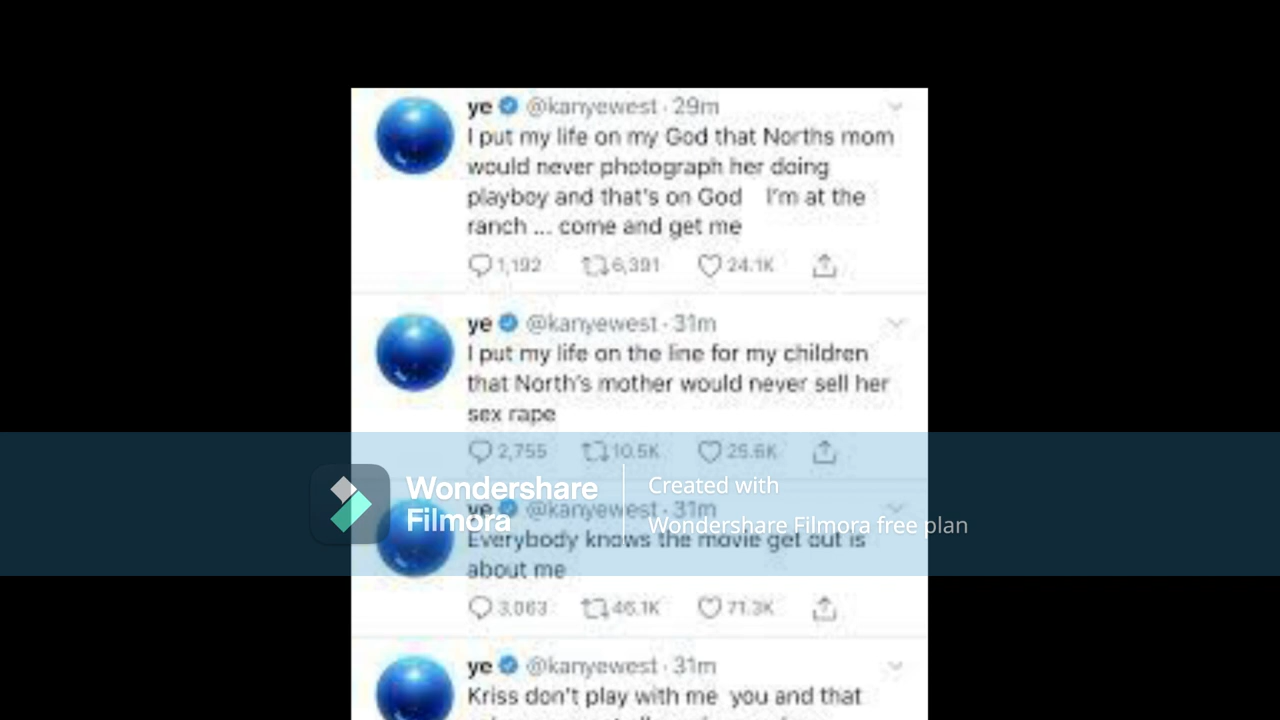 ye @kanyewest · 29m
I put my life on my God that Norths mom
would never photograph her doing
playboy and that's on God I'm at the
ranch ... come and get me
1,192 6,391 24.1K
ye @kanyewest · 31m
I put my life on the line for my children
that North's mother would never sell her
sex rape
2,755 10.5K 25.6K
ye @kanyewest · 31m
Everybody knows the movie get out is
about me
3,063 46.1K 71.3K
ye @kanyewest · 31m
Kriss don't play with me you and that
Wondershare
Filmora
Created with
Wondershare Filmora free plan